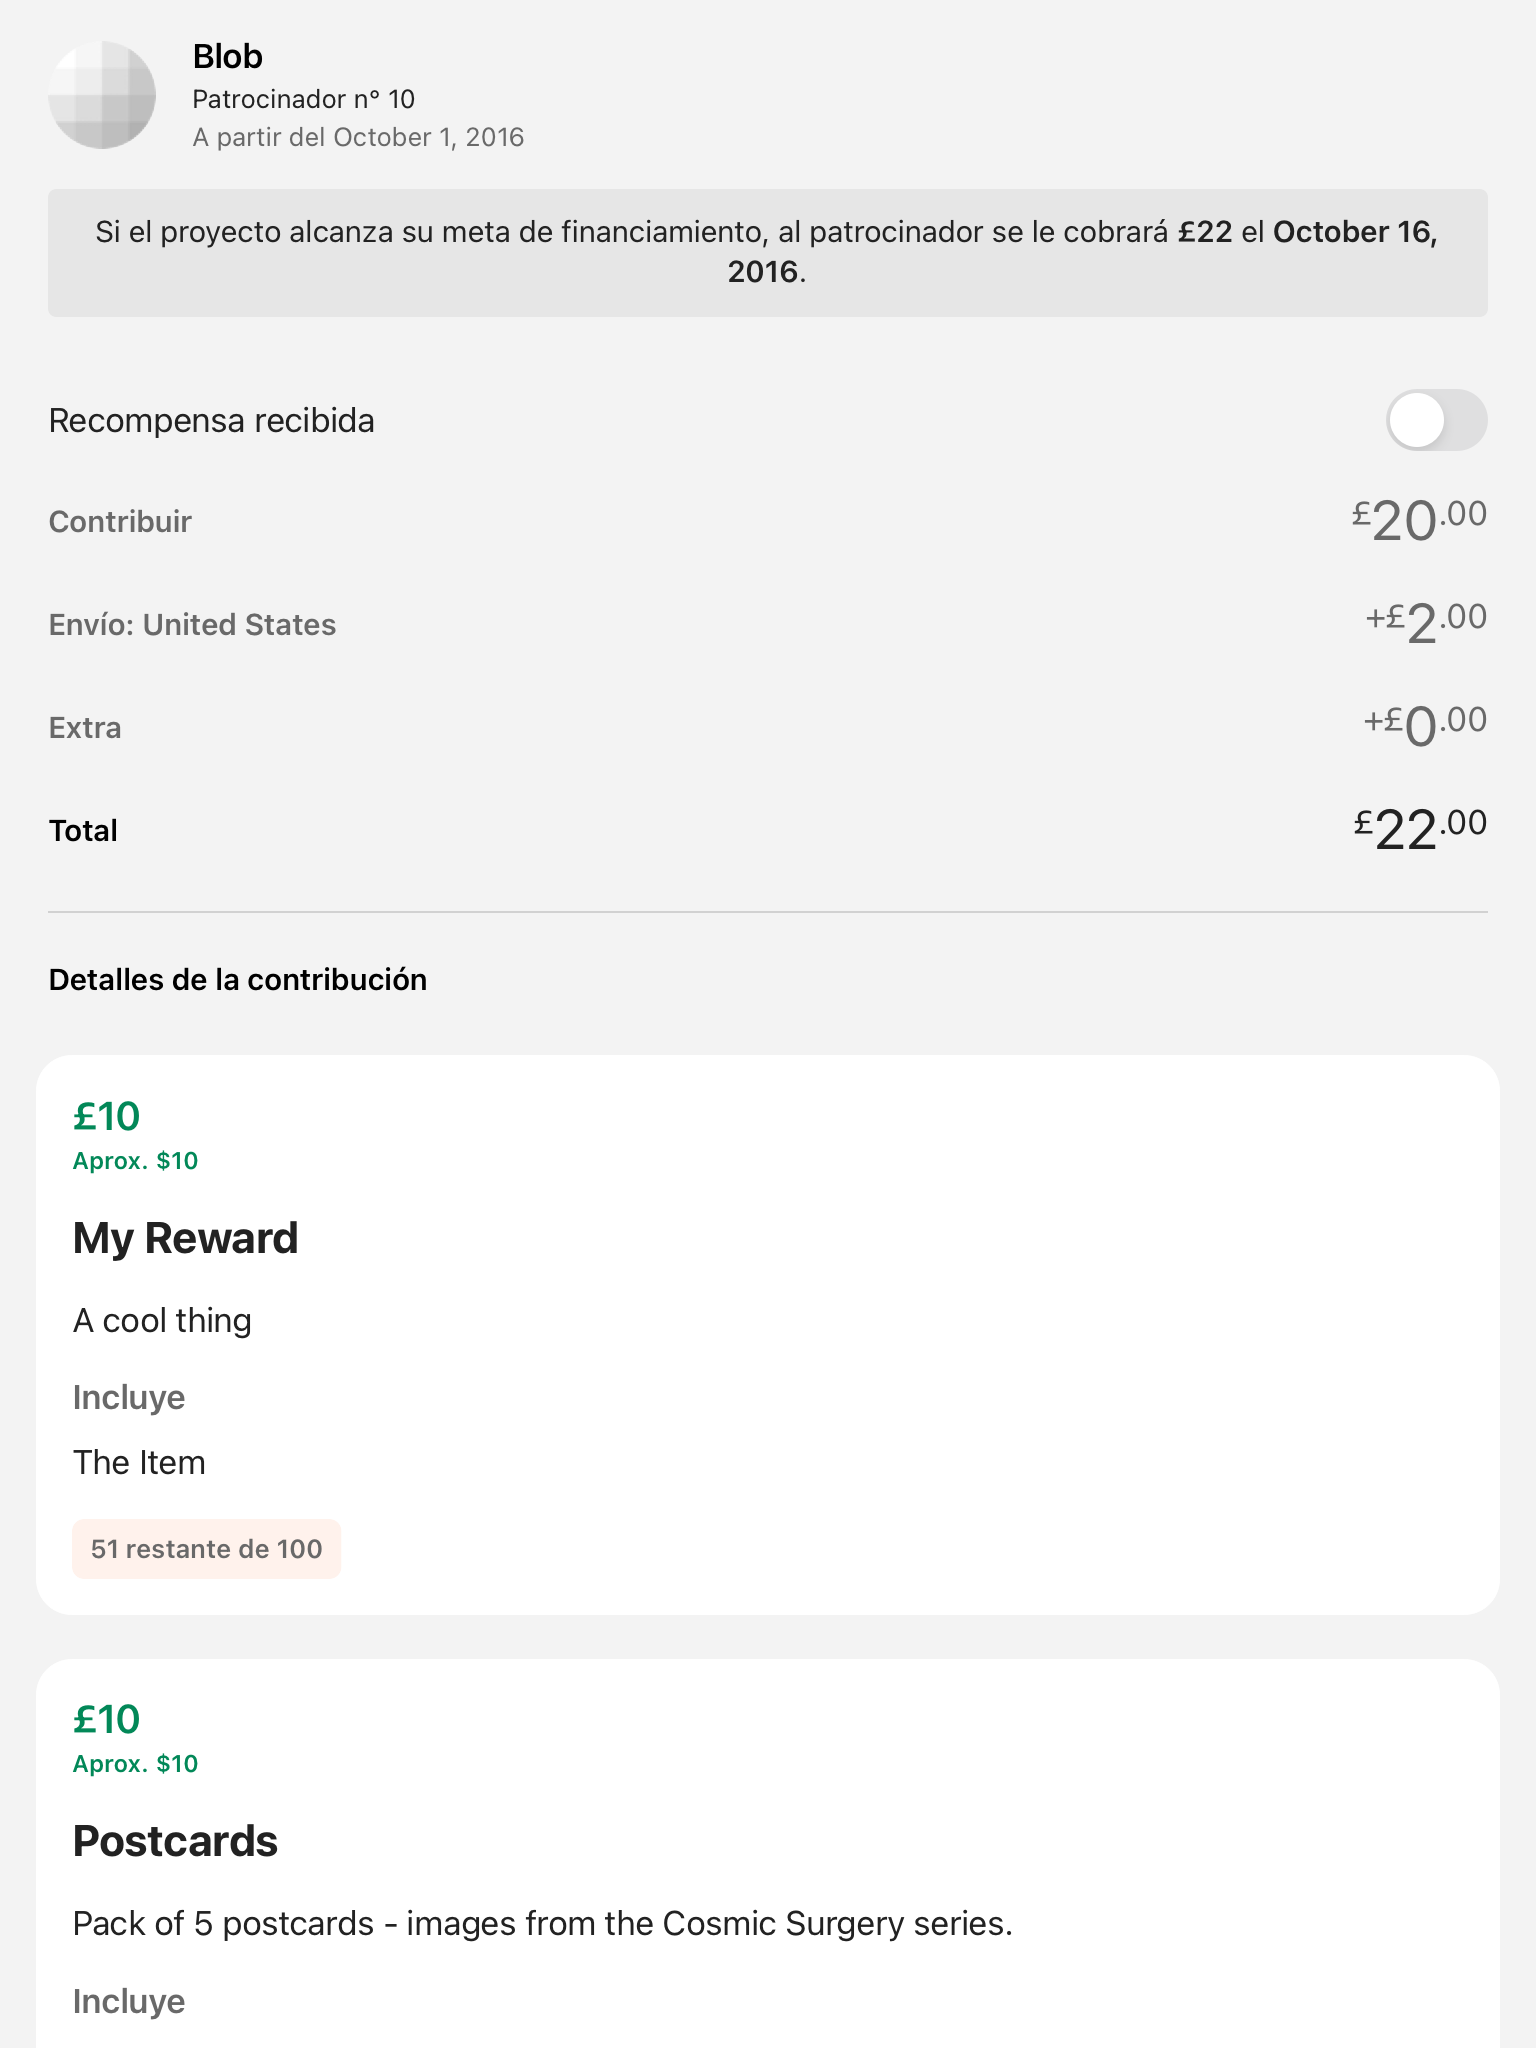 Blob
Patrocinador n° 10
A partir del October 1, 2016
Si el proyecto alcanza su meta de financiamiento, al patrocinador se le cobrará £22 el October 16,
2016.
Recompensa recibida
Contribuir
£20.00
Envío: United States
+£2.00
Extra
+£0.00
Total
£22.00
Detalles de la contribución
£10
Aprox. $10
My Reward
A cool thing
Incluye
The Item
51 restante de 100
£10
Aprox. $10
Postcards
Pack of 5 postcards - images from the Cosmic Surgery series.
Incluye